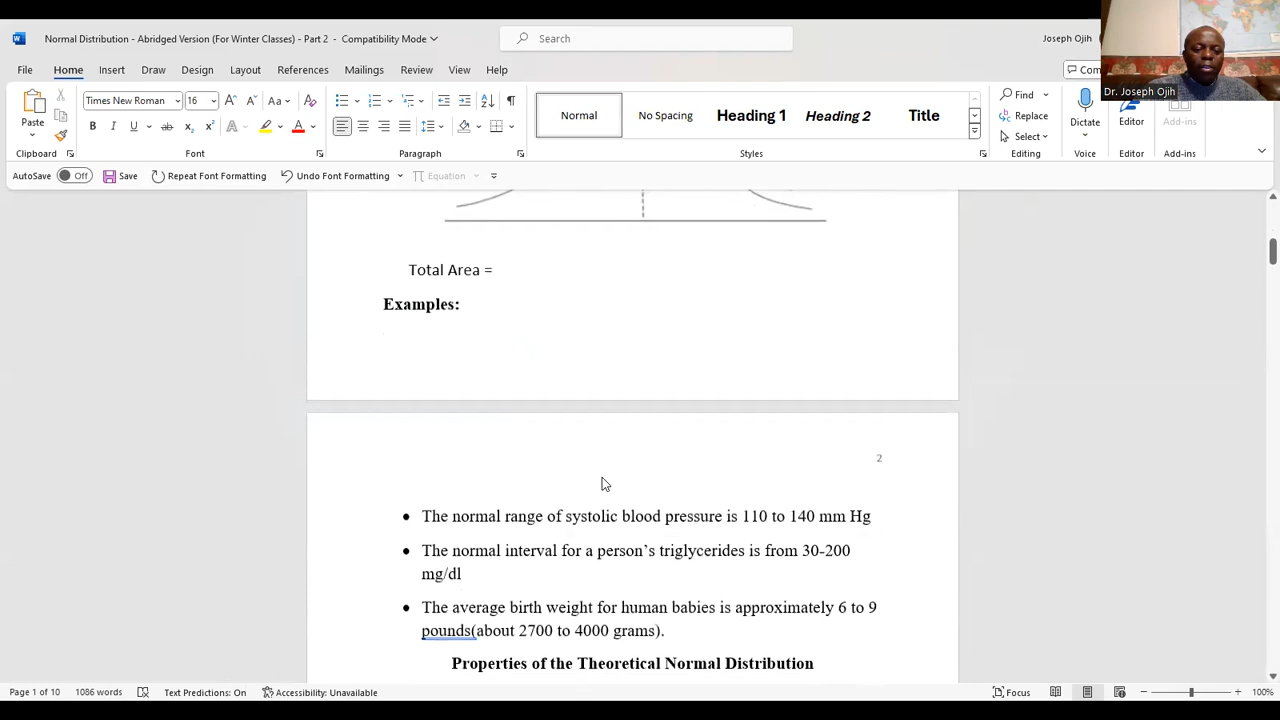 Normal Distribution - Abridged Version (For Winter Classes) - Part 2 - Compatibility Mode
Search
Joseph Ojih
File Home Insert Draw Design Layout References Mailings Review View Help
Com
Dr. Joseph Ojih
Paste
Times New Roman 16
Aa
B I U ab x₂ x² A A
Normal
No Spacing
Heading 1
Heading 2
Title
Find
Replace
Select
Dictate
Editor
Add-ins
Clipboard Font Paragraph Styles Editing Voice Editor Add-ins
AutoSave Off Save Repeat Font Formatting Undo Font Formatting Equation
Total Area =
Examples:
2
• The normal range of systolic blood pressure is 110 to 140 mm Hg
• The normal interval for a person’s triglycerides is from 30-200
mg/dl
• The average birth weight for human babies is approximately 6 to 9
pounds(about 2700 to 4000 grams).
Properties of the Theoretical Normal Distribution
Page 1 of 10 1086 words Text Predictions: On Accessibility: Unavailable Focus 100%